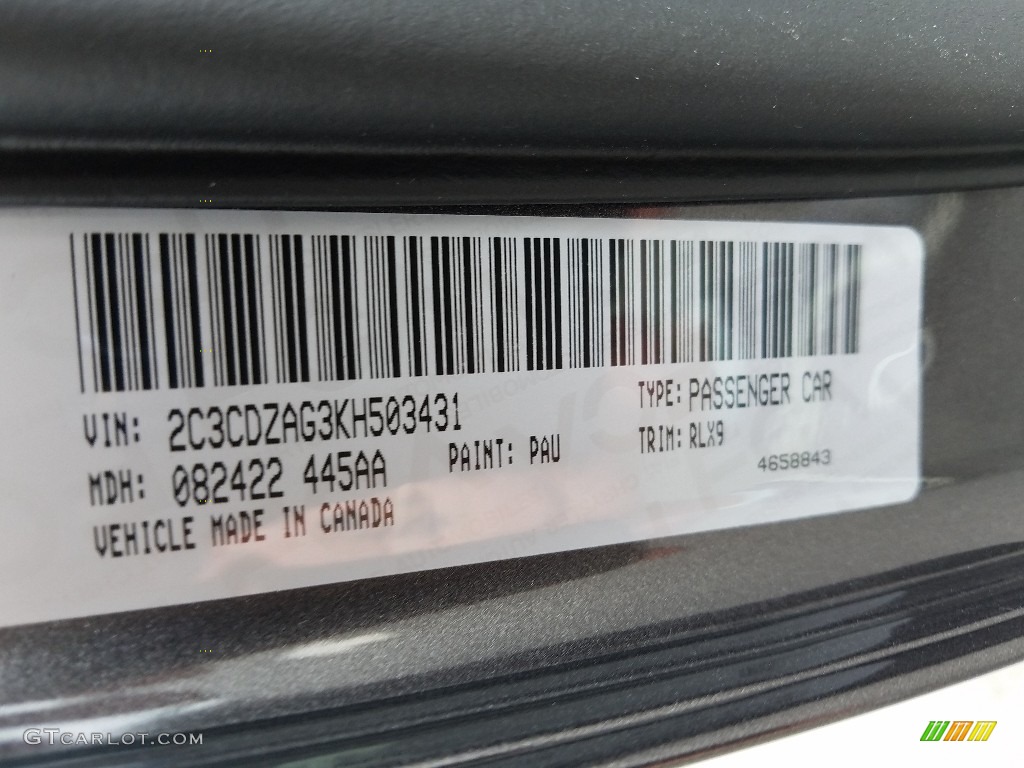 VIN: 2C3CDZAG3KH503431
TYPE: PASSENGER CAR
MDH: 082422 445AA
PAINT: PAU
TRIM: RLX9
4658843
VEHICLE MADE IN CANADA
GTCARLOT.COM